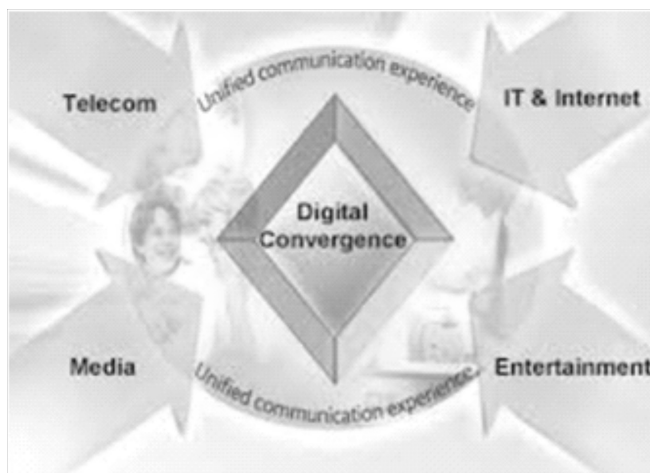 Unified communication experience
Telecom
IT & Internet
Digital
Convergence
Media
Entertainment
Unified communication experience